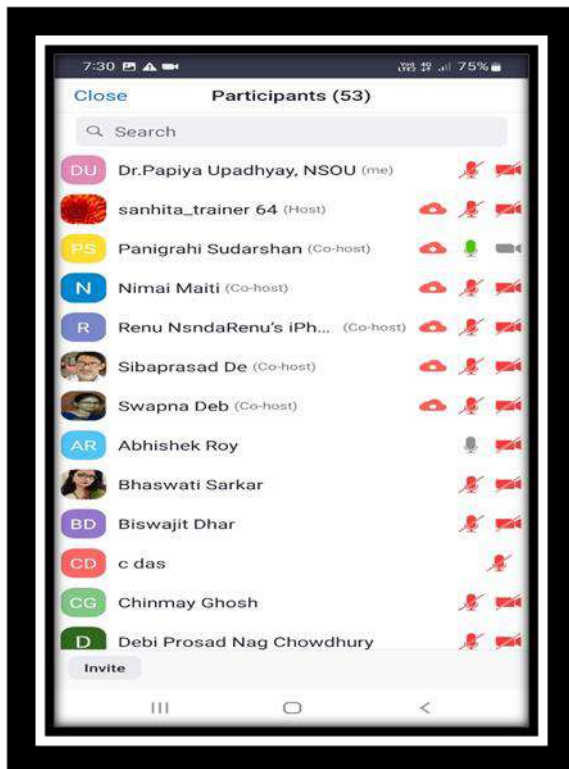 7:30 75%
Close Participants (53)
Search
DU Dr.Papiya Upadhyay, NSOU (me)
sanhita_trainer 64 (Host)
PS Panigrahi Sudarshan (Co-host)
N Nimai Maiti (Co-host)
R Renu NsndaRenu's iPh... (Co-host)
Sibaprasad De (Co-host)
Swapna Deb (Co-host)
AR Abhishek Roy
Bhaswati Sarkar
BD Biswajit Dhar
CD c das
CG Chinmay Ghosh
D Debi Prosad Nag Chowdhury
Invite